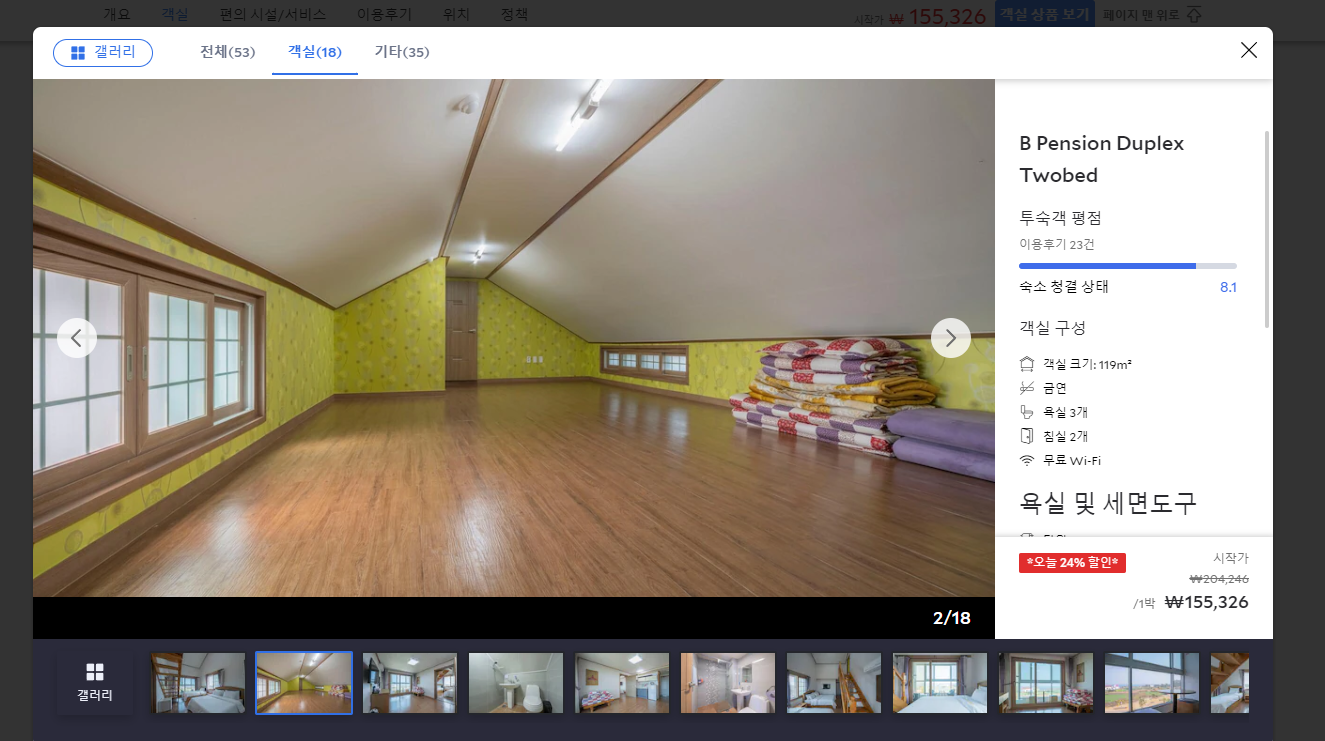 개요 객실 편의 시설/서비스 이용후기 위치 정책 시작가 ₩ 155,326 객실 상품 보기 페이지 맨 위로
갤러리 전체(53) 객실(18) 기타(35)
B Pension Duplex
Twobed
투숙객 평점
이용후기 23건
숙소 청결 상태 8.1
객실 구성
객실 크기: 119m²
금연
욕실 3개
침실 2개
무료 Wi-Fi
욕실 및 세면도구
*오늘 24% 할인*
시작가
₩204,246
/1박 ₩155,326
2/18
갤러리